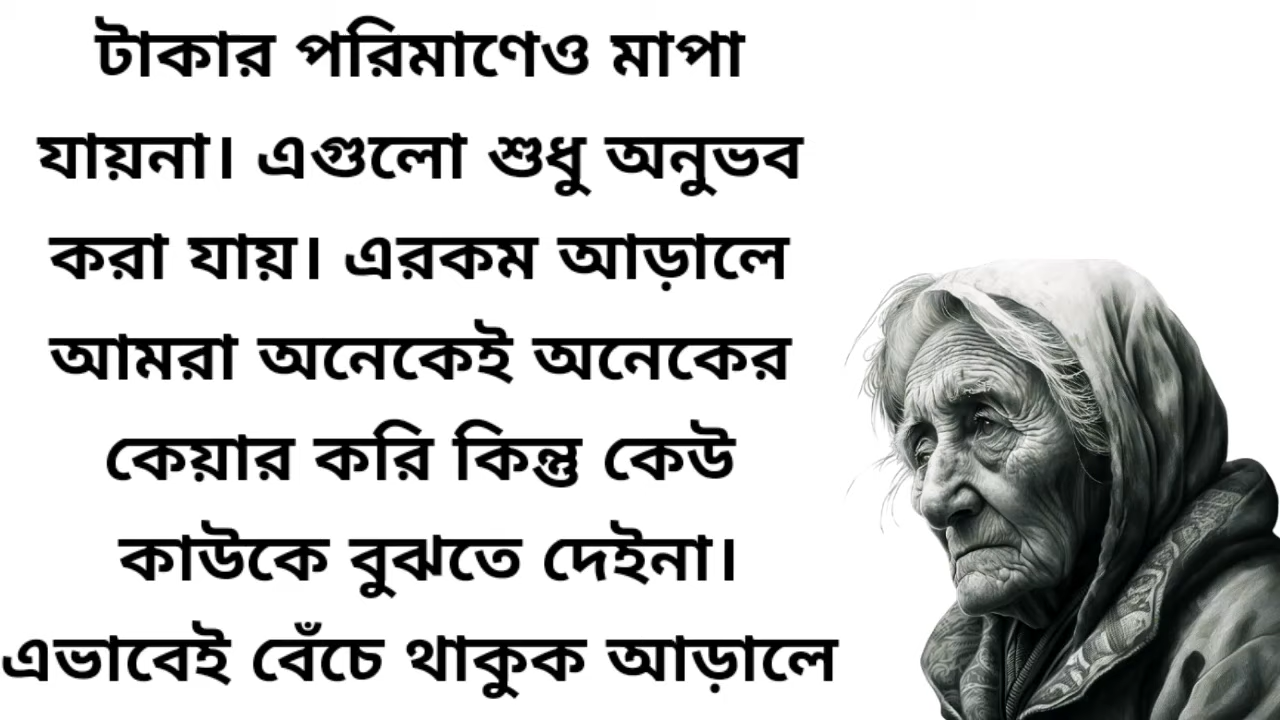 টাকার পরিমাণেও মাপা
যায়না। এগুলো শুধু অনুভব
করা যায়। এরকম আড়ালে
আমরা অনেকেই অনেকের
কেয়ার করি কিন্তু কেউ
কাউকে বুঝতে দেইনা।
এভাবেই বেঁচে থাকুক আড়ালে